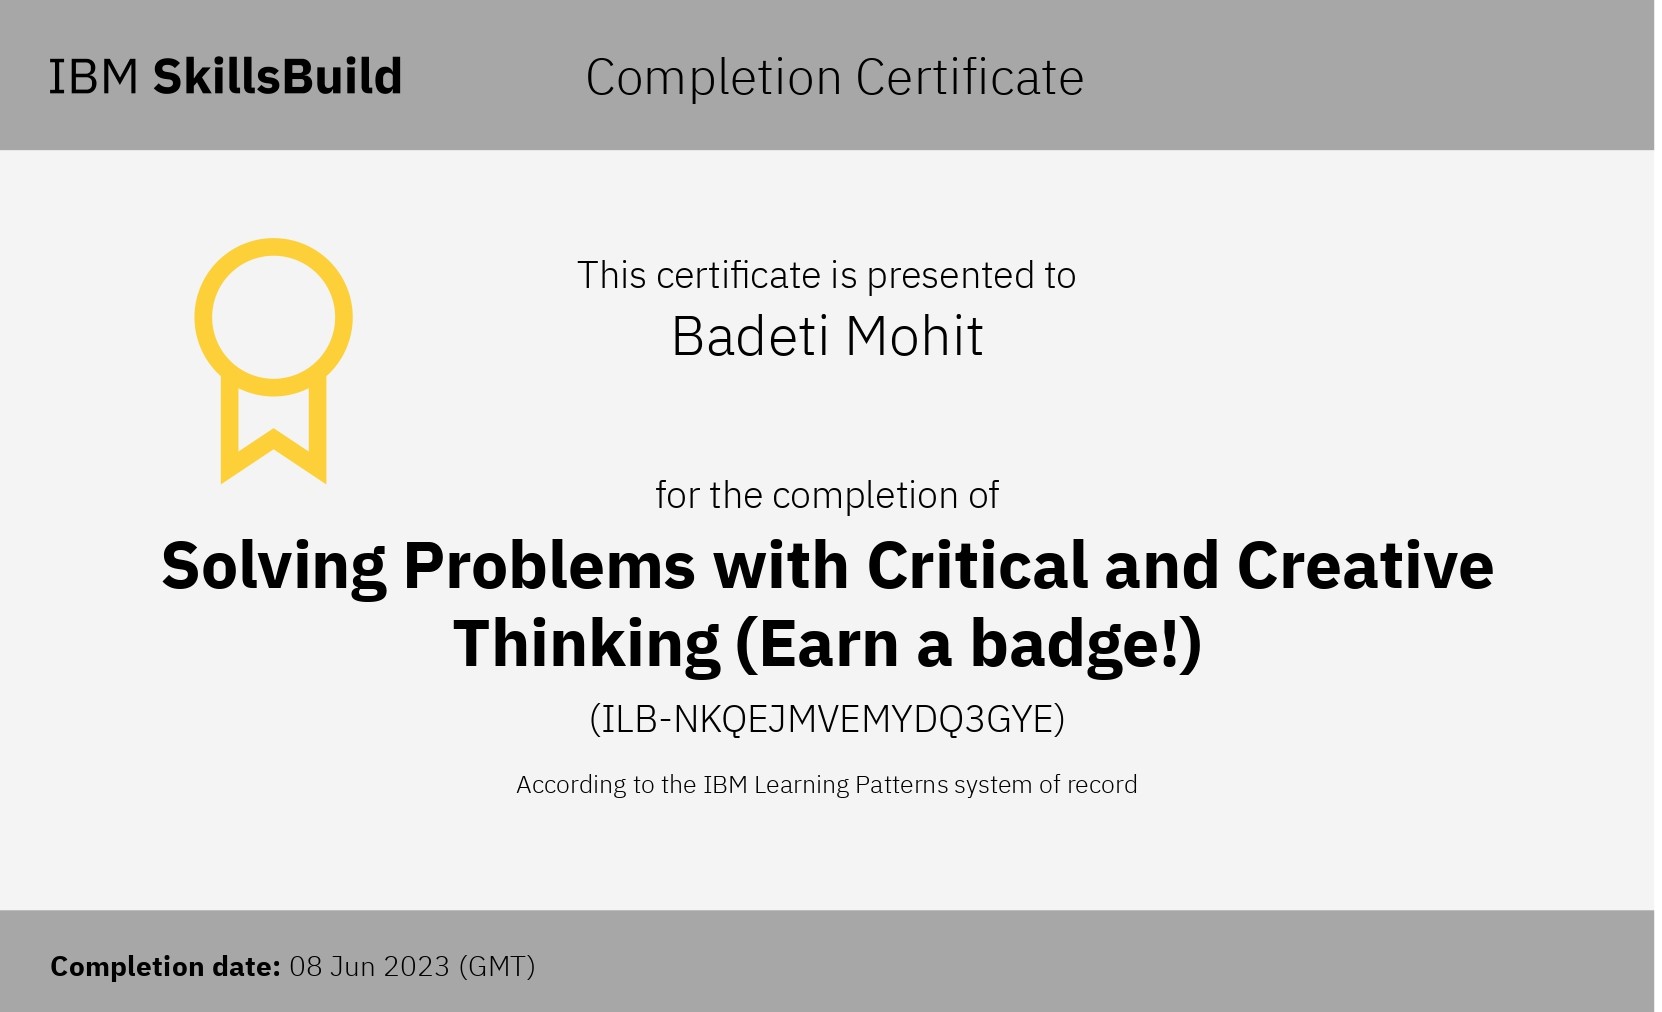 IBM SkillsBuild
Completion Certificate
This certificate is presented to
Badeti Mohit
for the completion of
Solving Problems with Critical and Creative
Thinking (Earn a badge!)
(ILB-NKQEJMVEMYDQ3GYE)
According to the IBM Learning Patterns system of record
Completion date: 08 Jun 2023 (GMT)